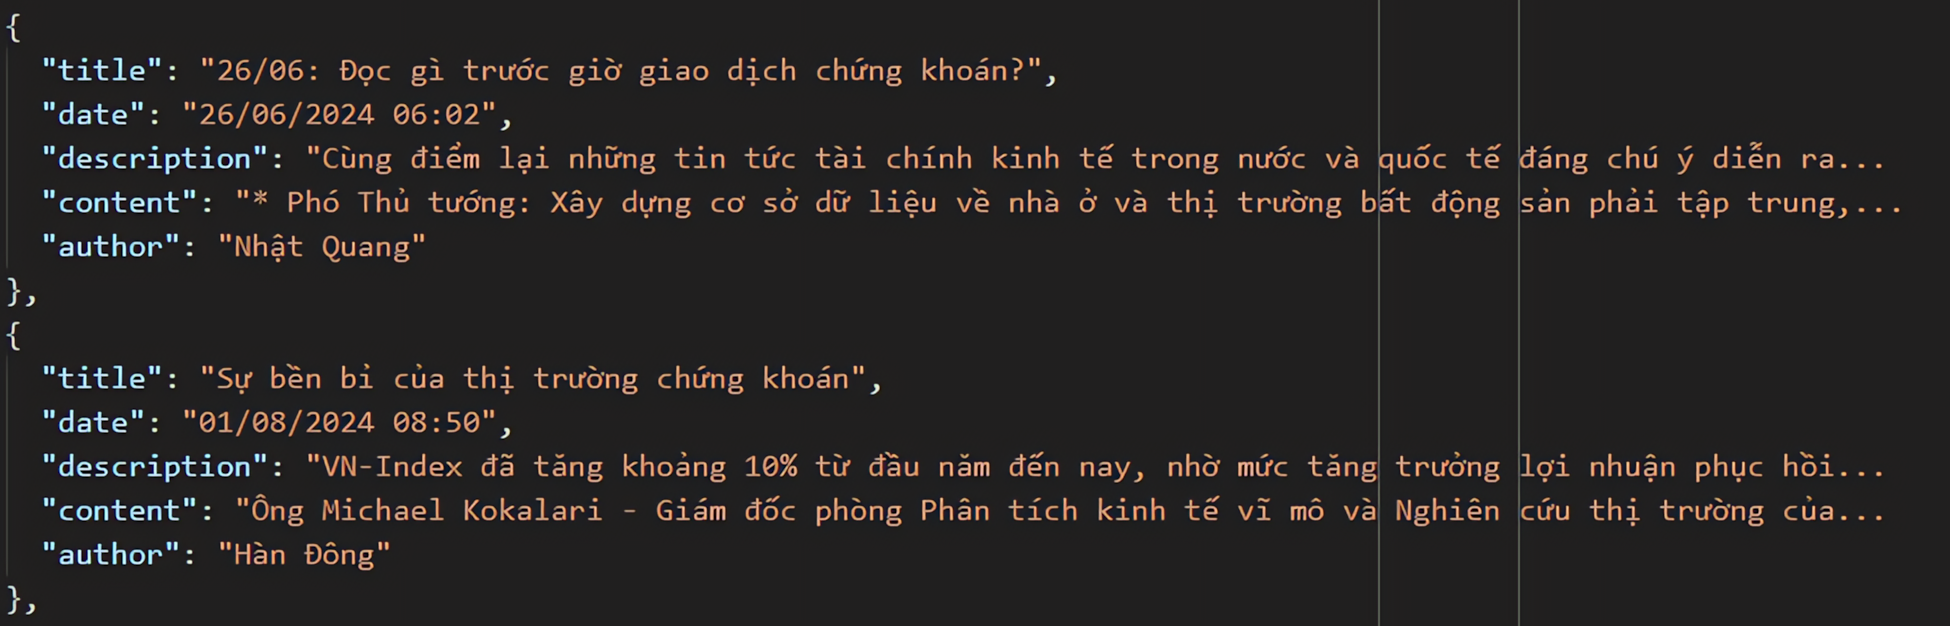 {
"title": "26/06: Đọc gì trước giờ giao dịch chứng khoán?",
"date": "26/06/2024 06:02",
"description": "Cùng điểm lại những tin tức tài chính kinh tế trong nước và quốc tế đáng chú ý diễn ra...
"content": "* Phó Thủ tướng: Xây dựng cơ sở dữ liệu về nhà ở và thị trường bất động sản phải tập trung,...
"author": "Nhật Quang"
},
{
"title": "Sự bền bỉ của thị trường chứng khoán",
"date": "01/08/2024 08:50",
"description": "VN-Index đã tăng khoảng 10% từ đầu năm đến nay, nhờ mức tăng trưởng lợi nhuận phục hồi...
"content": "Ông Michael Kokalari - Giám đốc phòng Phân tích kinh tế vĩ mô và Nghiên cứu thị trường của...
"author": "Hàn Đông"
},